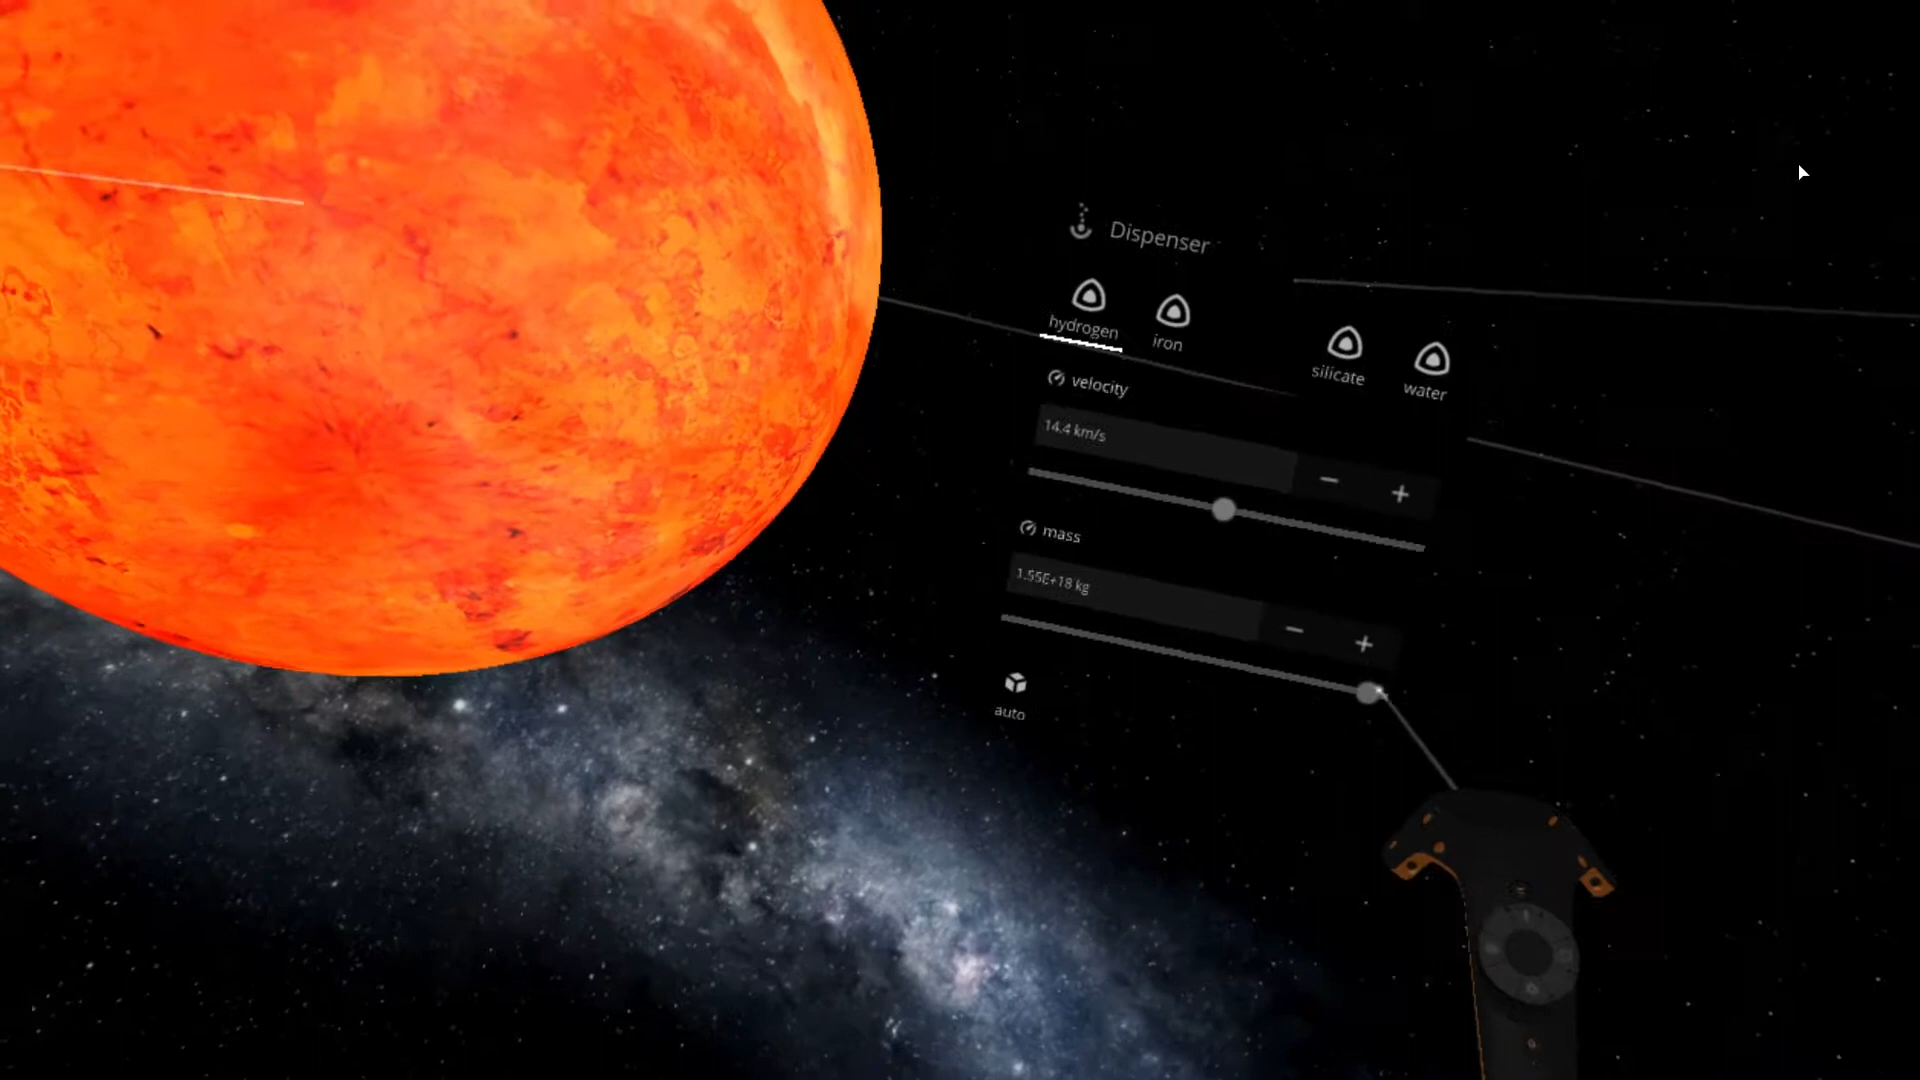 Dispenser
hydrogen
iron
silicate
water
velocity
14.4 km/s
− +
mass
1.55E+18 kg
− +
auto